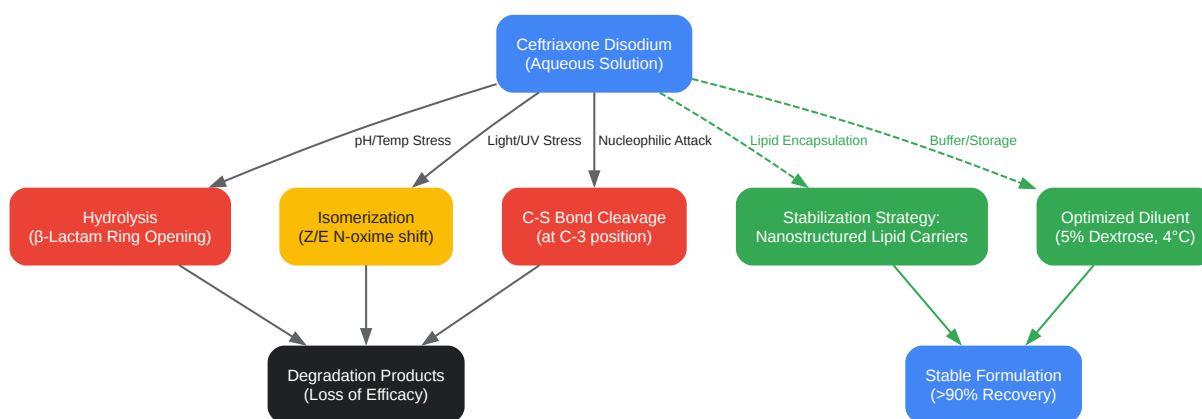 Ceftriaxone Disodium
(Aqueous Solution)
pH/Temp Stress
Light/UV Stress
Nucleophilic Attack
Lipid Encapsulation
Buffer/Storage
Hydrolysis
(β-Lactam Ring Opening)
Isomerization
(Z/E N-oxime shift)
C-S Bond Cleavage
(at C-3 position)
Stabilization Strategy:
Nanostructured Lipid Carriers
Optimized Diluent
(5% Dextrose, 4°C)
Degradation Products
(Loss of Efficacy)
Stable Formulation
(>90% Recovery)